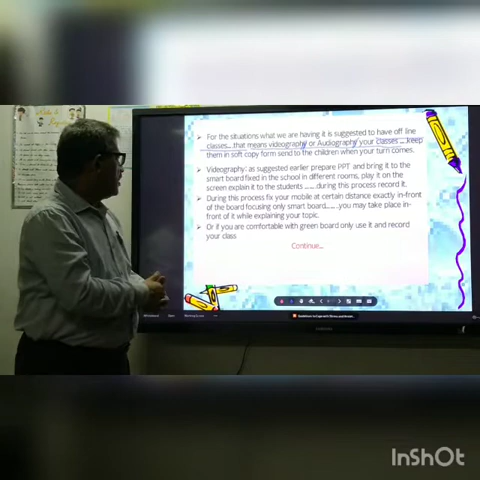 For the situations what we are having it is suggested to have off line
classes...that means videography or Audiography your classes ....keep
them in soft copy form send to the children when your turn comes.
Videography: as suggested earlier prepare PPT and bring it to the
smart board fixed in the school in different rooms, play it on the
screen explain it to the students ......during this process record it.
During this process fix your mobile at certain distance exactly in-front
of the board focusing only smart board.......you may take place in-
front of it while explaining your topic.
Or if you are comfortable with green board only use it and record
your class
Continue...
InShOt